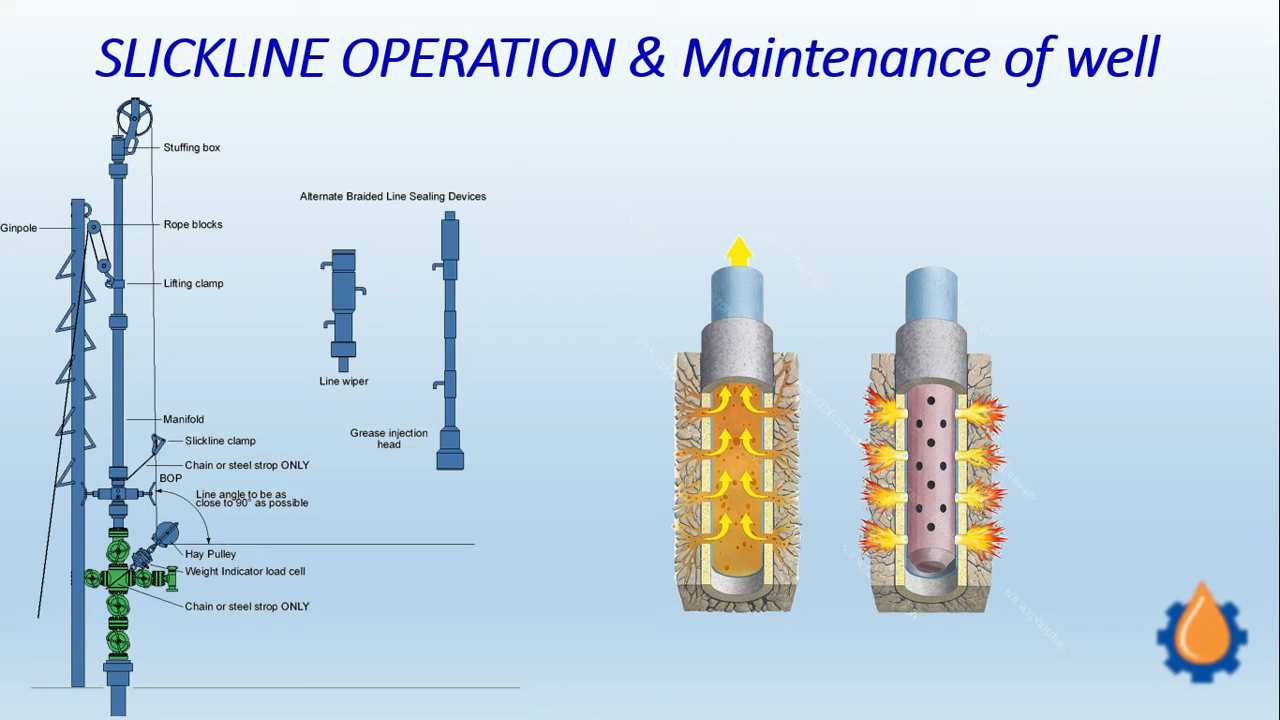 SLICKLINE OPERATION & Maintenance of well
Stuffing box
Ginpole
Rope blocks
Lifting clamp
Manifold
Slickline clamp
Chain or steel strop ONLY
BOP
Line angle to be as
close to 90° as possible
Hay Pulley
Weight Indicator load cell
Chain or steel strop ONLY
Alternate Braided Line Sealing Devices
Line wiper
Grease injection
head